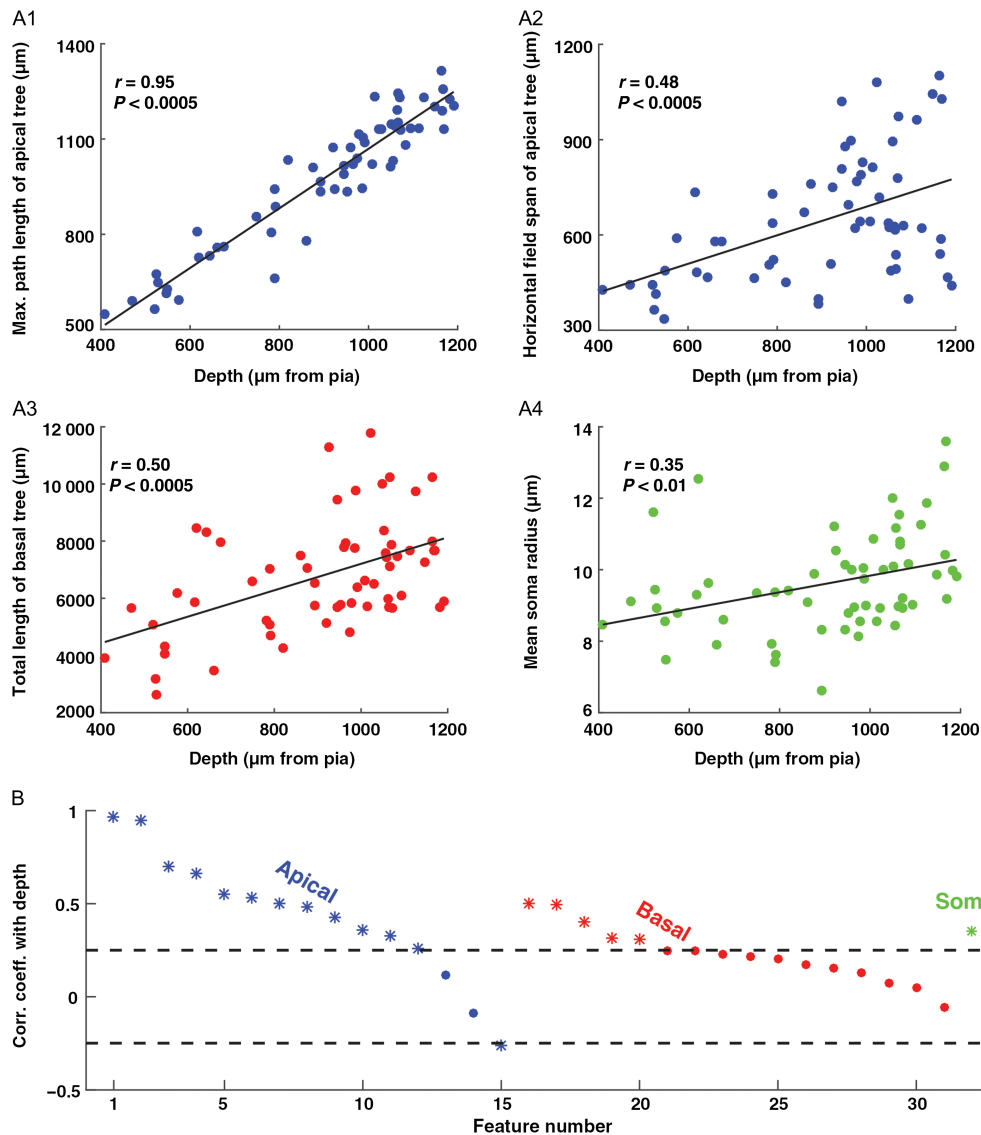 A1
Max. path length of apical tree (µm)
1400
1100
800
500
r = 0.95
P < 0.0005
400 600 800 1000 1200
Depth (µm from pia)
A2
Horizontal field span of apical tree (µm)
1200
900
600
300
r = 0.48
P < 0.0005
400 600 800 1000 1200
Depth (µm from pia)
A3
Total length of basal tree (µm)
12 000
10 000
8000
6000
4000
2000
r = 0.50
P < 0.0005
400 600 800 1000 1200
Depth (µm from pia)
A4
Mean soma radius (µm)
14
12
10
8
6
r = 0.35
P < 0.01
400 600 800 1000 1200
Depth (µm from pia)
B
Corr. coeff. with depth
1
0.5
0
−0.5
Apical
Basal
Som
1 5 10 15 20 25 30
Feature number